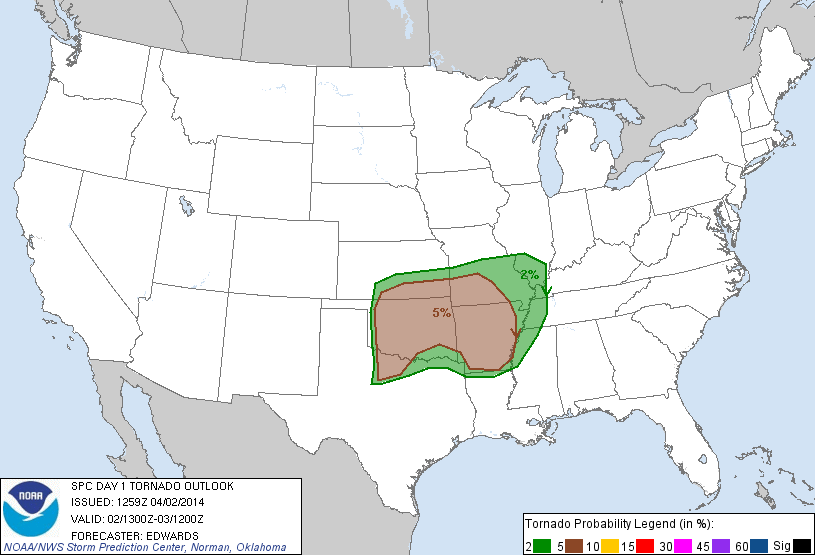 2%
5%
NOAA
SPC DAY 1 TORNADO OUTLOOK
ISSUED: 1259Z 04/02/2014
VALID: 02/1300Z-03/1200Z
FORECASTER: EDWARDS
NOAA/NWS Storm Prediction Center, Norman, Oklahoma
Tornado Probability Legend (in %):
2 5 10 15 30 45 60 Sig